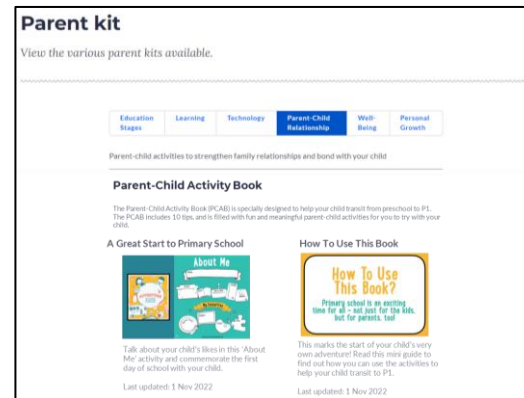 Parent kit
View the various parent kits available.
Education Stages
Learning
Technology
Parent-Child Relationship
Well-Being
Personal Growth
Parent-child activities to strengthen family relationships and bond with your child
Parent-Child Activity Book
The Parent-Child Activity Book (PCAB) is specially designed to help your child transit from preschool to P1.
The PCAB includes 10 tips, and is filled with fun and meaningful parent-child activities for you to try with your
child.
A Great Start to Primary School
About Me
Talk about your child's likes in this 'About
Me' activity and commemorate the first
day of school with your child.
Last updated: 1 Nov 2022
How To Use This Book
How To Use
This Book?
Primary school is an exciting
time for all – not just for the kids,
but for parents, too!
This marks the start of your child's very
own adventure! Read this mini guide to
find out how you can use the activities to
help your child transit to P1.
Last updated: 1 Nov 2022